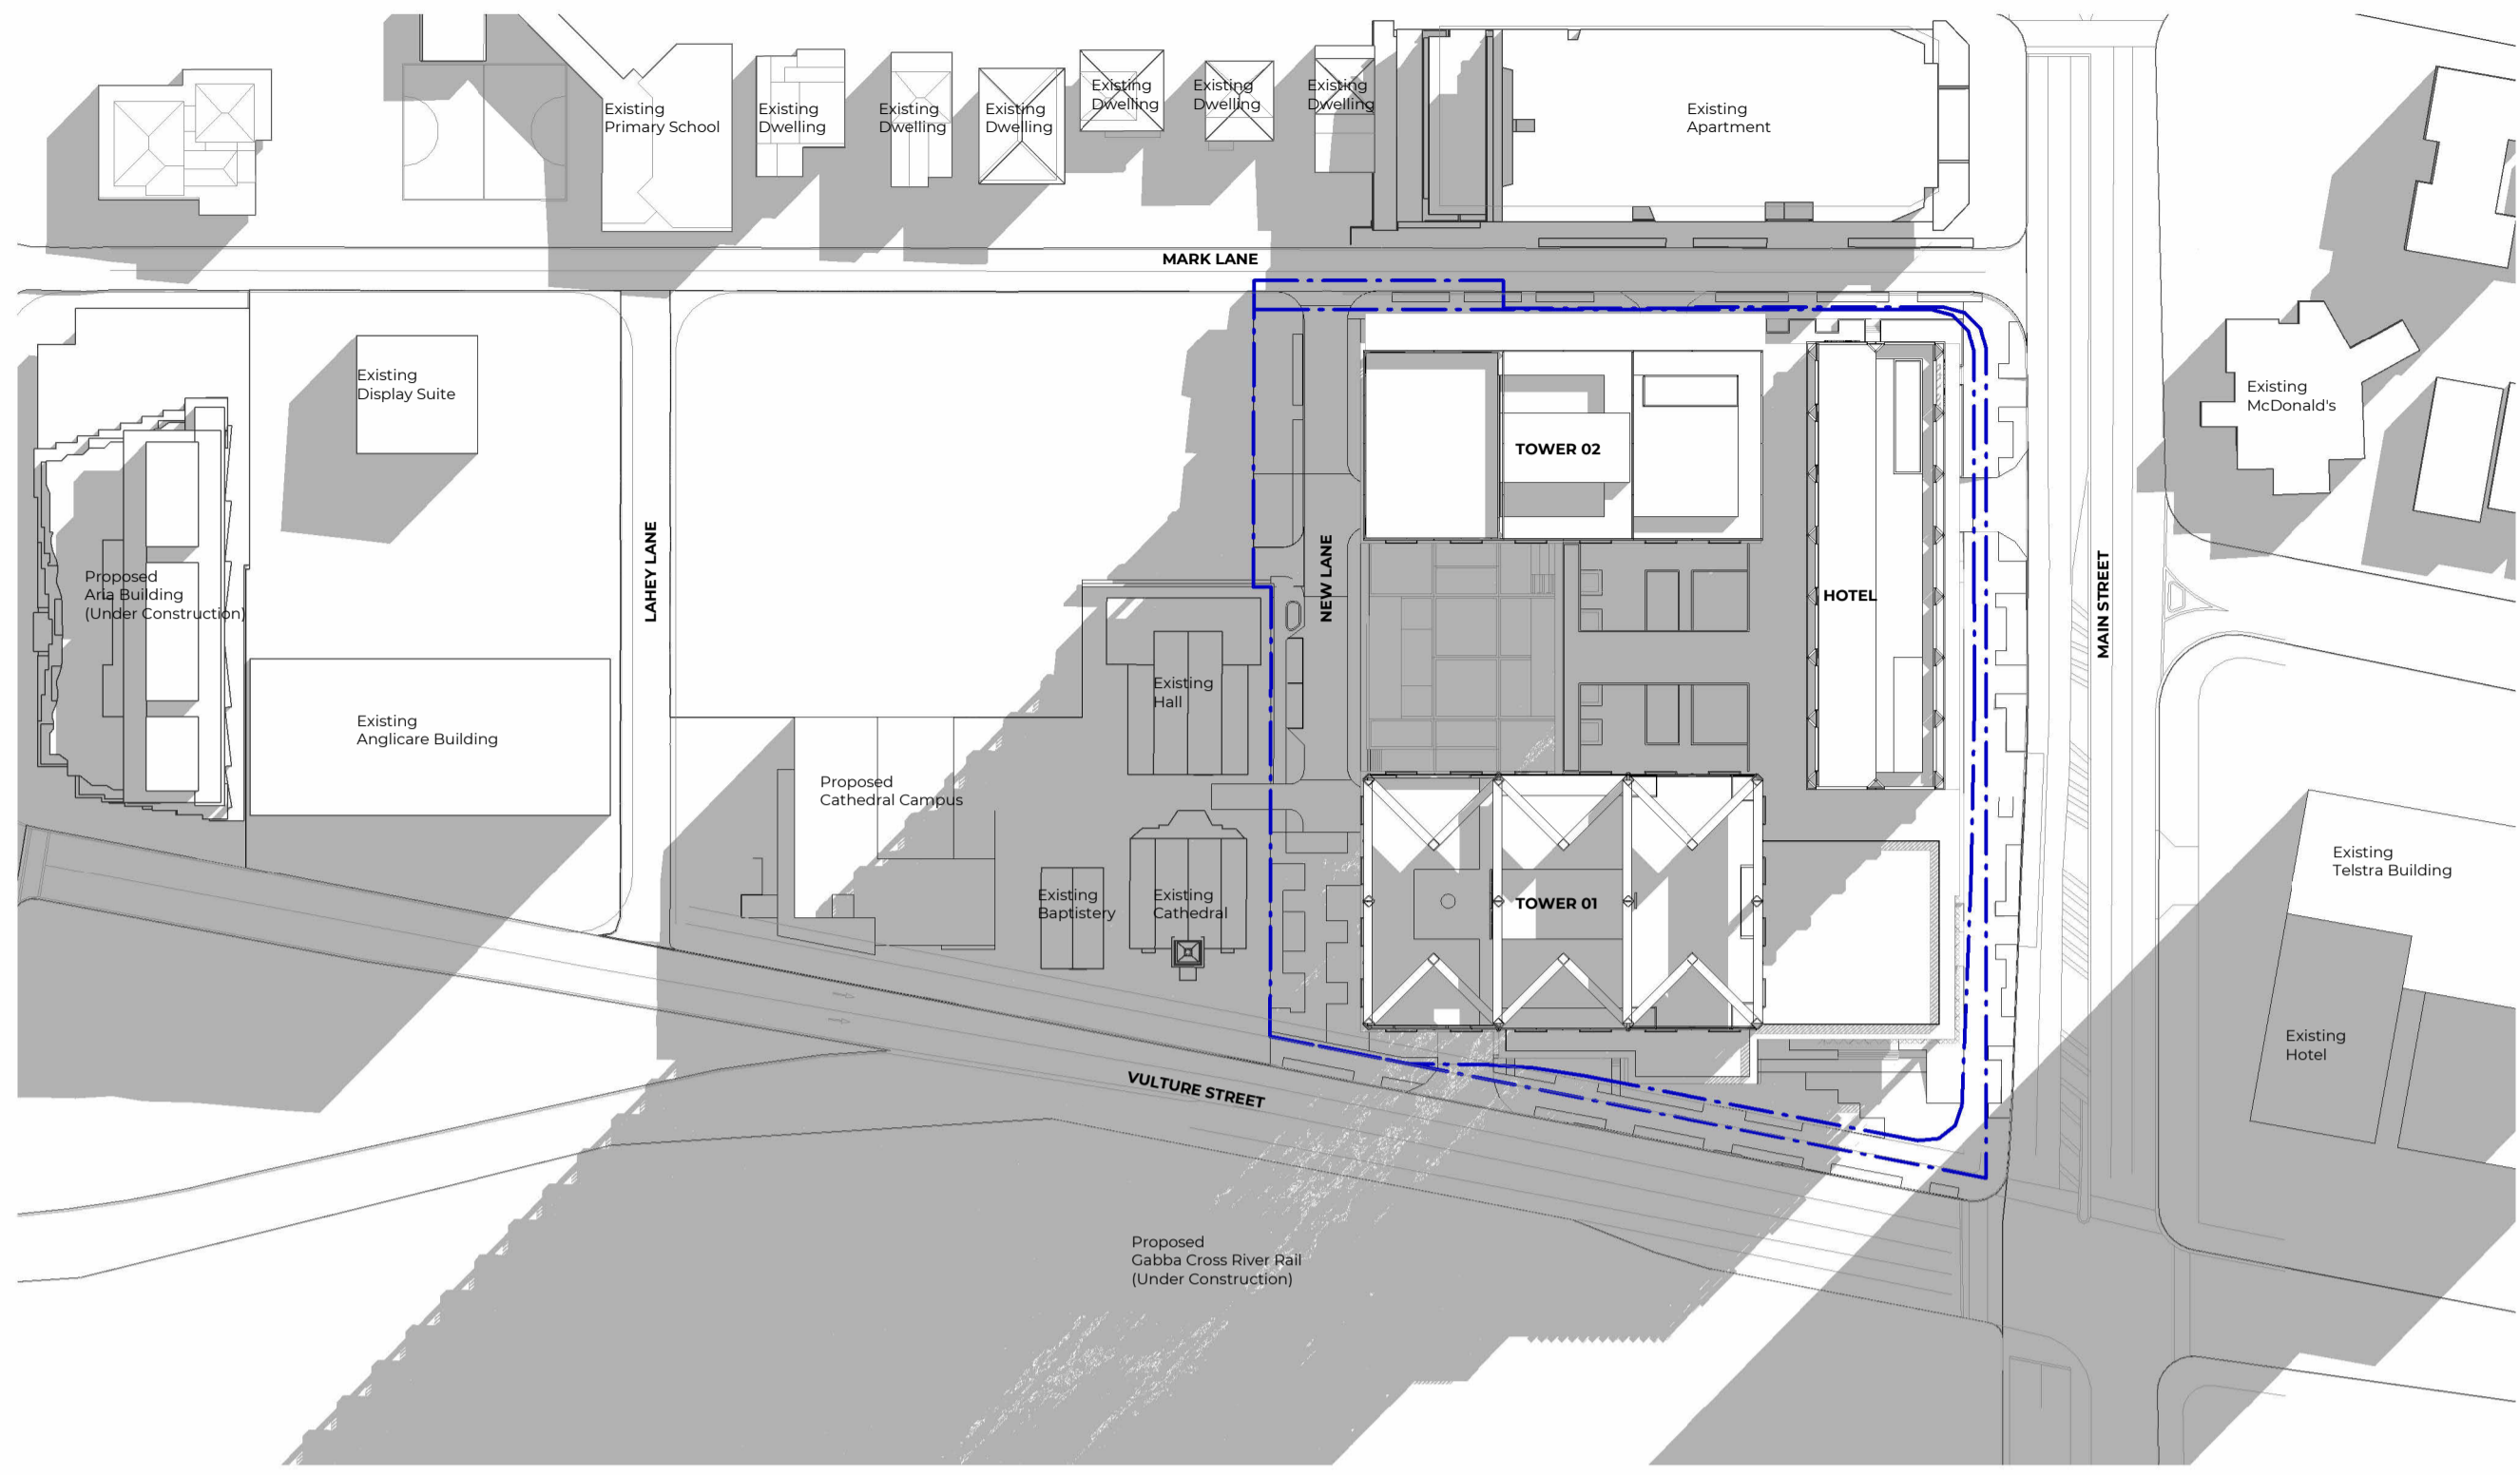 Existing
Primary School
Existing
Dwelling
Existing
Dwelling
Existing
Dwelling
Existing
Dwelling
Existing
Dwelling
Existing
Dwelling
Existing
Apartment
MARK LANE
Existing
Display Suite
Existing
McDonald's
TOWER 02
LAHEY LANE
NEW LANE
HOTEL
MAIN STREET
Proposed
Aria Building
(Under Construction)
Existing
Hall
Existing
Anglicare Building
Proposed
Cathedral Campus
Existing
Baptistery
Existing
Cathedral
TOWER 01
Existing
Telstra Building
Existing
Hotel
VULTURE STREET
Proposed
Gabba Cross River Rail
(Under Construction)